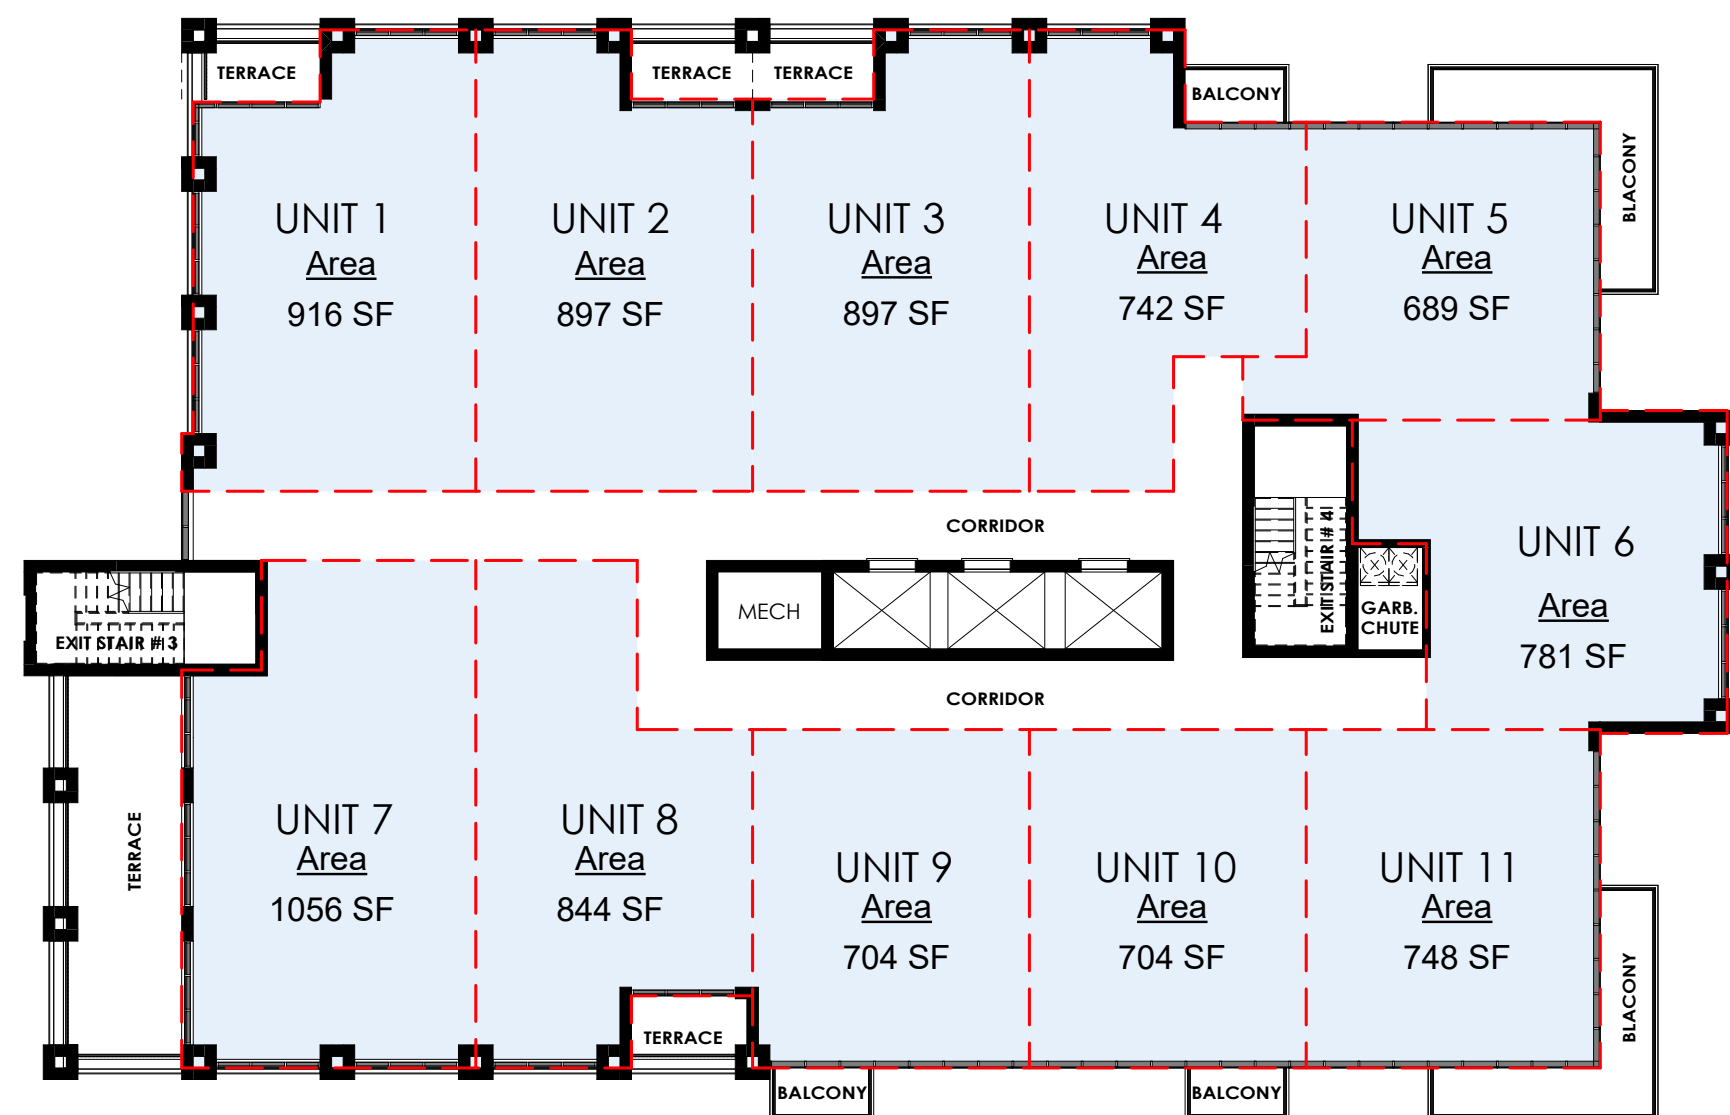 TERRACE
TERRACE
TERRACE
BALCONY
BLACONY
UNIT 1
Area
916 SF
UNIT 2
Area
897 SF
UNIT 3
Area
897 SF
UNIT 4
Area
742 SF
UNIT 5
Area
689 SF
CORRIDOR
EXIT STAIR # 4
UNIT 6
Area
781 SF
GARB.
CHUTE
MECH
EXIT STAIR # 3
CORRIDOR
TERRACE
UNIT 7
Area
1056 SF
UNIT 8
Area
844 SF
UNIT 9
Area
704 SF
UNIT 10
Area
704 SF
UNIT 11
Area
748 SF
BLACONY
TERRACE
BALCONY
BALCONY